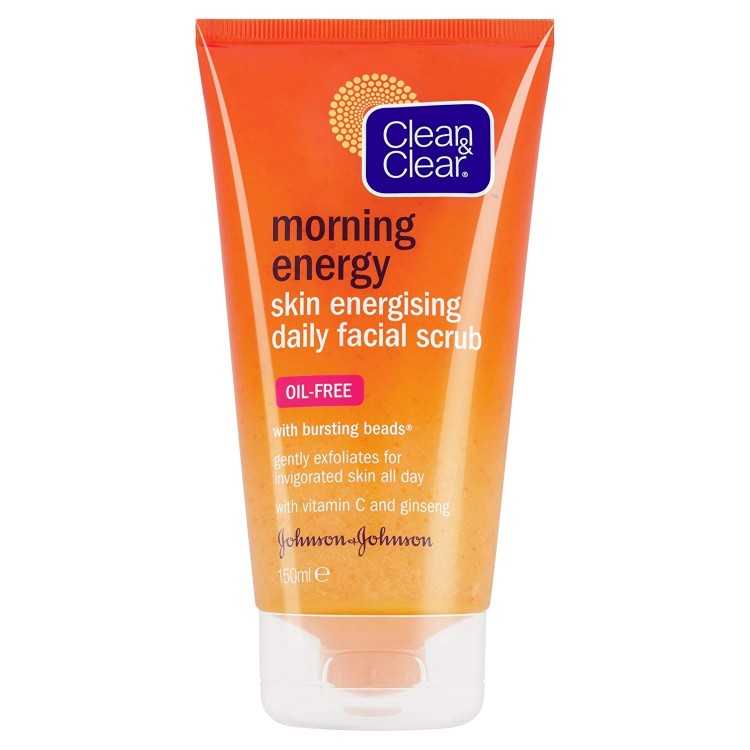 Clean
&
Clear®
™
morning
energy
skin energising
daily facial scrub
OIL-FREE
with bursting beads®
gently exfoliates for
invigorated skin all day
with vitamin C and ginseng
Johnson+Johnson
150ml ℮